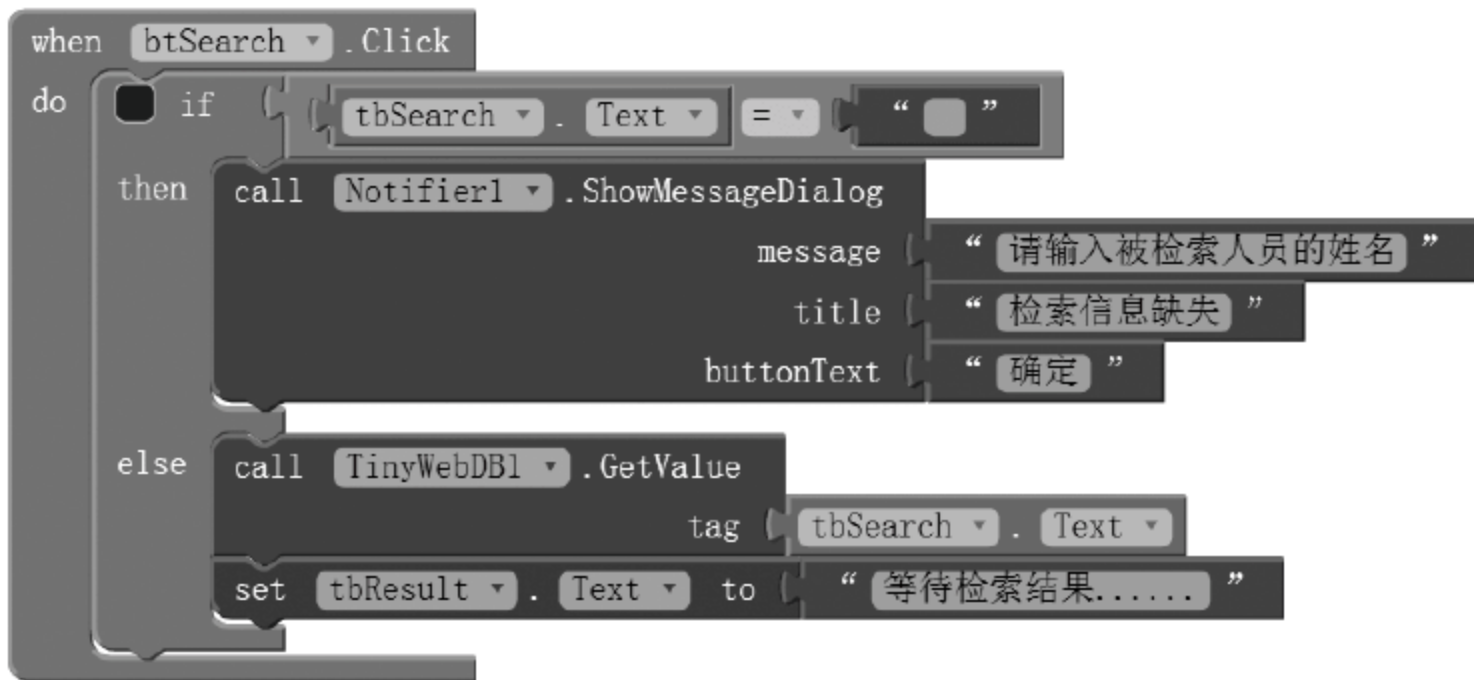 when btSearch . Click
do if tbSearch . Text = “ ”
then call Notifier1 . ShowMessageDialog
message “ 请输入被检索人员的姓名 ”
title “ 检索信息缺失 ”
buttonText “ 确定 ”
else call TinyWebDB1 . GetValue
tag tbSearch . Text
set tbResult . Text to “ 等待检索结果...... ”